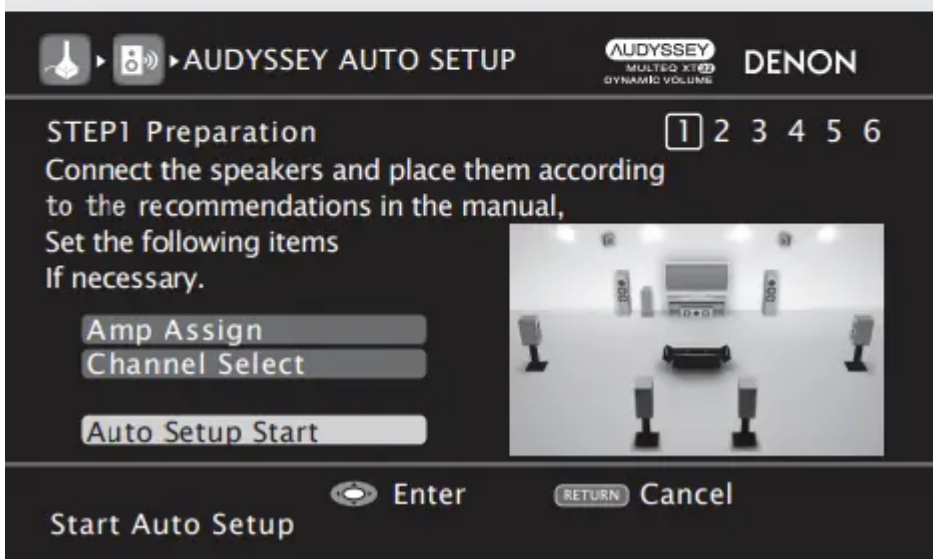 AUDYSSEY AUTO SETUP
AUDYSSEY
MULTEQ XT32
DYNAMIC VOLUME
DENON
STEP1 Preparation
1 2 3 4 5 6
Connect the speakers and place them according
to the recommendations in the manual,
Set the following items
If necessary.
Amp Assign
Channel Select
Auto Setup Start
Enter
RETURN Cancel
Start Auto Setup